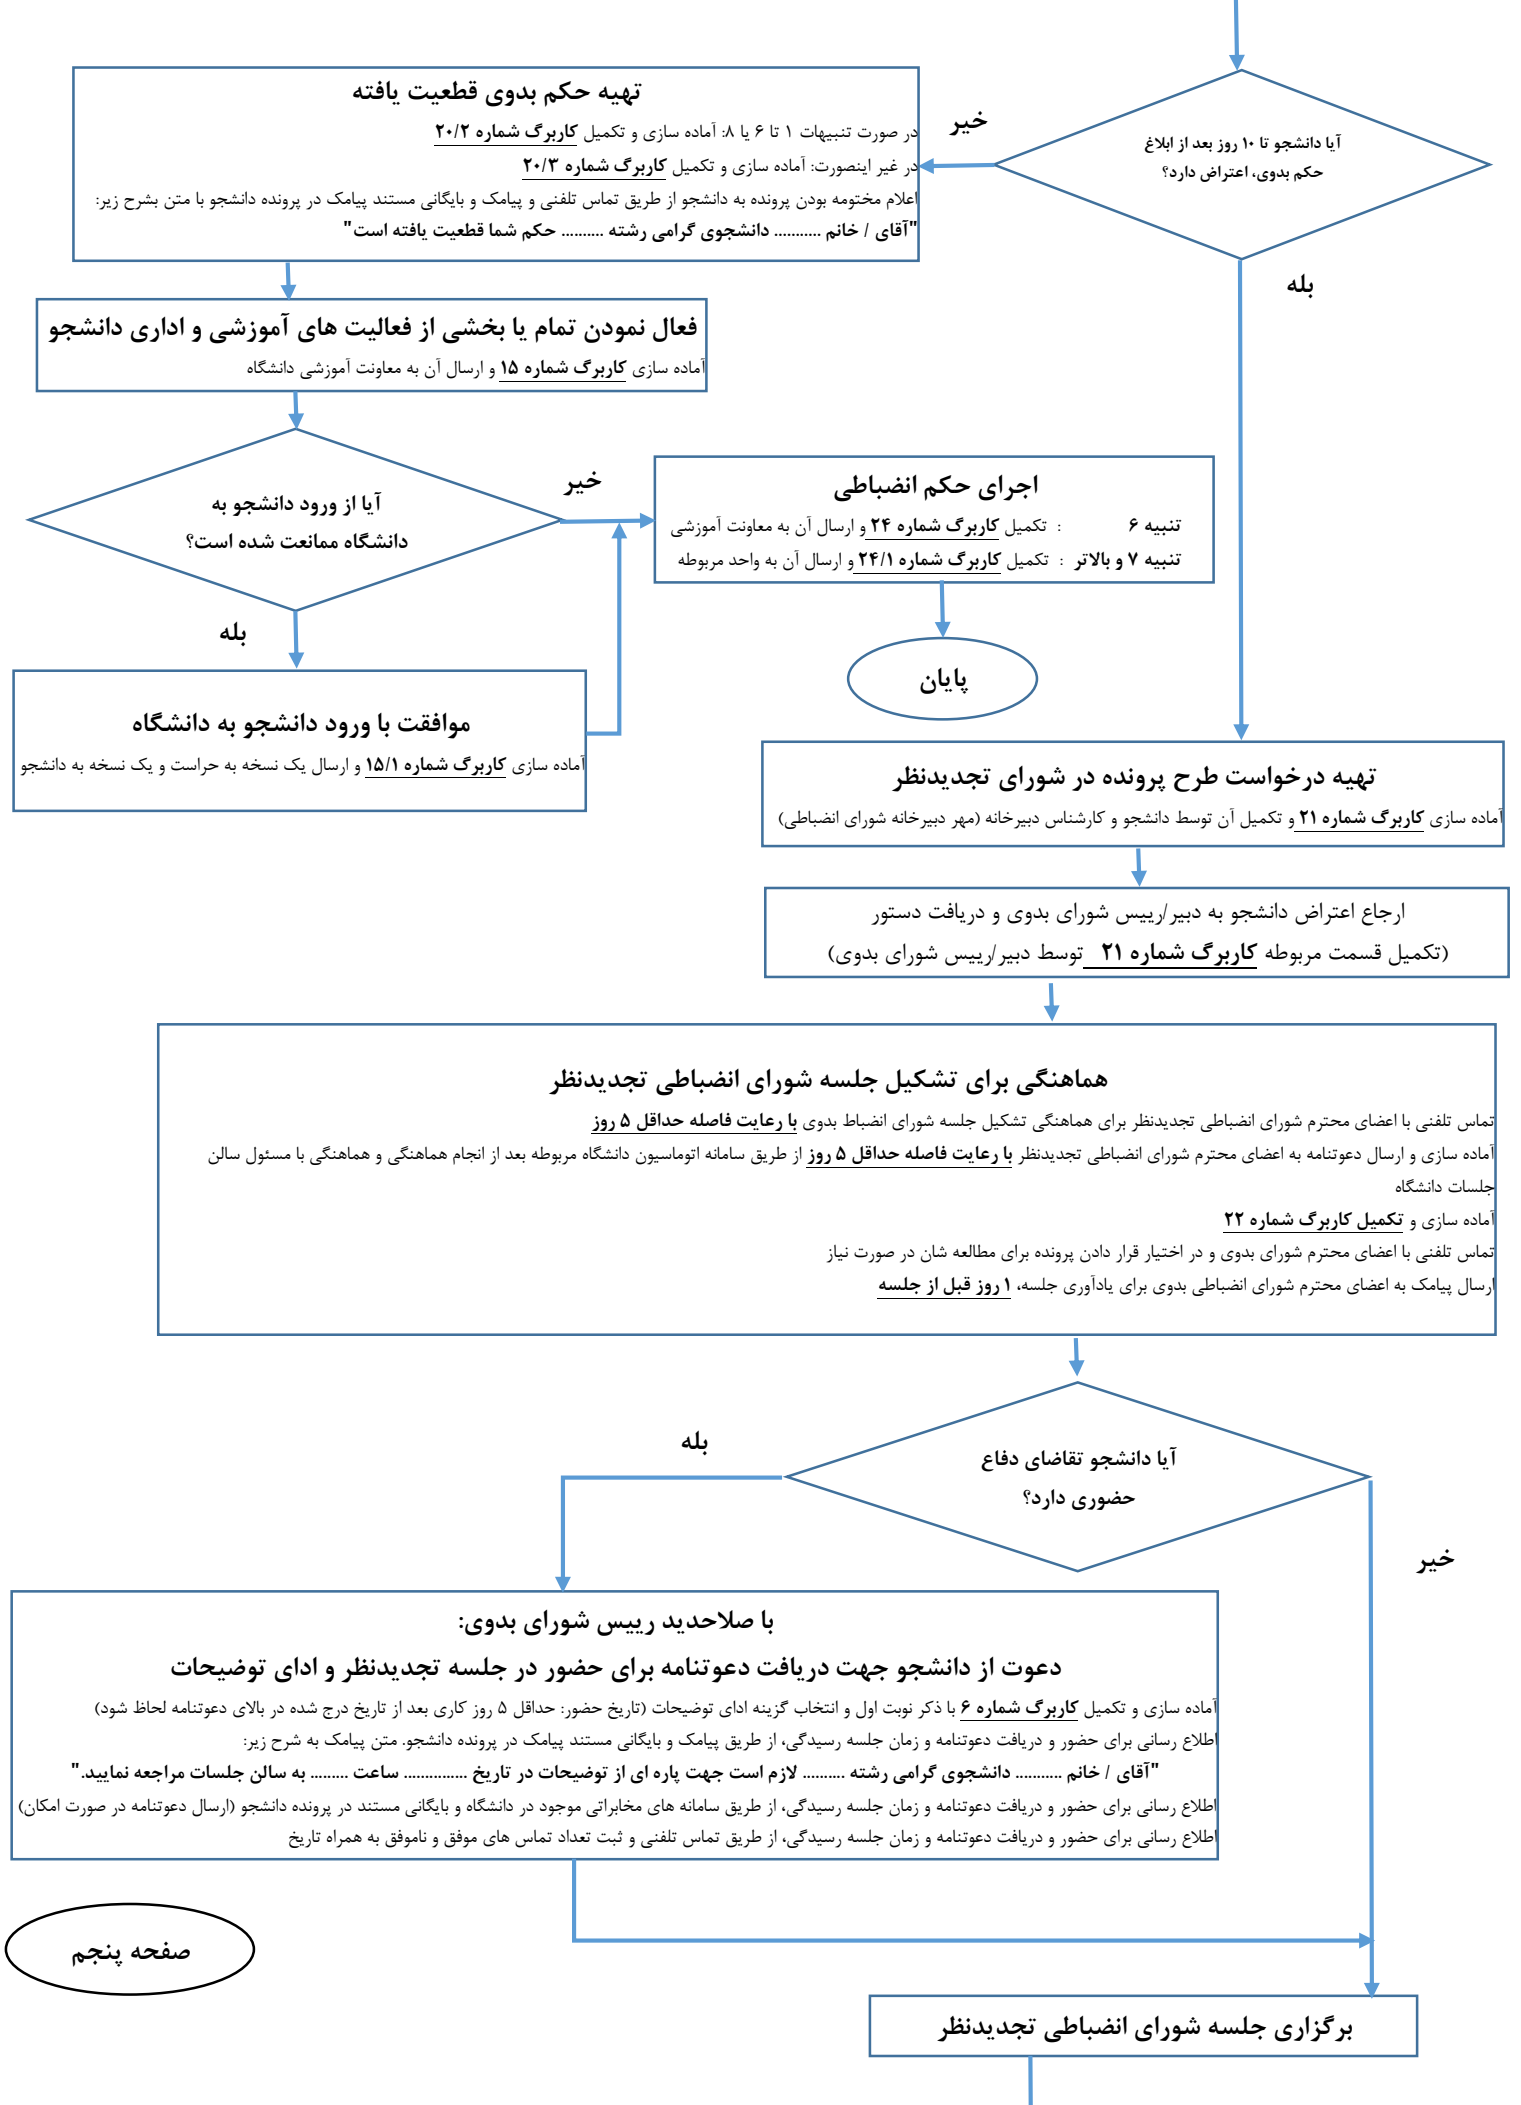 آیا دانشجو تا ۱۰ روز بعد از ابلاغ
حکم بدوی، اعتراض دارد؟
خیر
بله
تهیه حکم بدوی قطعیت یافته
در صورت تنبیهات ۱ تا ۶ یا ۸: آماده سازی و تکمیل کاربرگ شماره ۲۰/۲
در غیر اینصورت: آماده سازی و تکمیل کاربرگ شماره ۲۰/۳
اعلام مختومه بودن پرونده به دانشجو از طریق تماس تلفنی و پیامک و بایگانی مستند پیامک در پرونده دانشجو با متن بشرح زیر:
"آقای / خانم ........... دانشجوی گرامی رشته .......... حکم شما قطعیت یافته است"
فعال نمودن تمام یا بخشی از فعالیت های آموزشی و اداری دانشجو
آماده سازی کاربرگ شماره ۱۵ و ارسال آن به معاونت آموزشی دانشگاه
آیا از ورود دانشجو به
دانشگاه ممانعت شده است؟
خیر
بله
اجرای حکم انضباطی
تنبیه ۶ : تکمیل کاربرگ شماره ۲۴ و ارسال آن به معاونت آموزشی
تنبیه ۷ و بالاتر : تکمیل کاربرگ شماره ۲۴/۱ و ارسال آن به واحد مربوطه
پایان
موافقت با ورود دانشجو به دانشگاه
آماده سازی کاربرگ شماره ۱۵/۱ و ارسال یک نسخه به حراست و یک نسخه به دانشجو
تهیه درخواست طرح پرونده در شورای تجدیدنظر
آماده سازی کاربرگ شماره ۲۱ و تکمیل آن توسط دانشجو و کارشناس دبیرخانه (مهر دبیرخانه شورای انضباطی)
ارجاع اعتراض دانشجو به دبیر/رییس شورای بدوی و دریافت دستور
(تکمیل قسمت مربوطه کاربرگ شماره ۲۱ توسط دبیر/رییس شورای بدوی)
هماهنگی برای تشکیل جلسه شورای انضباطی تجدیدنظر
تماس تلفنی با اعضای محترم شورای انضباطی تجدیدنظر برای هماهنگی تشکیل جلسه شورای انضباط بدوی با رعایت فاصله حداقل ۵ روز
آماده سازی و ارسال دعوتنامه به اعضای محترم شورای انضباطی تجدیدنظر با رعایت فاصله حداقل ۵ روز از طریق سامانه اتوماسیون دانشگاه مربوطه بعد از انجام هماهنگی و هماهنگی با مسئول سالن
جلسات دانشگاه
آماده سازی و تکمیل کاربرگ شماره ۲۲
تماس تلفنی با اعضای محترم شورای بدوی و در اختیار قرار دادن پرونده برای مطالعه شان در صورت نیاز
ارسال پیامک به اعضای محترم شورای انضباطی بدوی برای یادآوری جلسه، ۱ روز قبل از جلسه
آیا دانشجو تقاضای دفاع
حضوری دارد؟
بله
خیر
با صلاحدید رییس شورای بدوی:
دعوت از دانشجو جهت دریافت دعوتنامه برای حضور در جلسه تجدیدنظر و ادای توضیحات
آماده سازی و تکمیل کاربرگ شماره ۶ با ذکر نوبت اول و انتخاب گزینه ادای توضیحات (تاریخ حضور: حداقل ۵ روز کاری بعد از تاریخ درج شده در بالای دعوتنامه لحاظ شود)
اطلاع رسانی برای حضور و دریافت دعوتنامه و زمان جلسه رسیدگی، از طریق پیامک و بایگانی مستند پیامک در پرونده دانشجو. متن پیامک به شرح زیر:
"آقای / خانم ........... دانشجوی گرامی رشته .......... لازم است جهت پاره ای از توضیحات در تاریخ ............... ساعت ......... به سالن جلسات مراجعه نمایید."
اطلاع رسانی برای حضور و دریافت دعوتنامه و زمان جلسه رسیدگی، از طریق سامانه های مخابراتی موجود در دانشگاه و بایگانی مستند در پرونده دانشجو (ارسال دعوتنامه در صورت امکان)
اطلاع رسانی برای حضور و دریافت دعوتنامه و زمان جلسه رسیدگی، از طریق تماس تلفنی و ثبت تعداد تماس های موفق و ناموفق به همراه تاریخ
صفحه پنجم
برگزاری جلسه شورای انضباطی تجدیدنظر